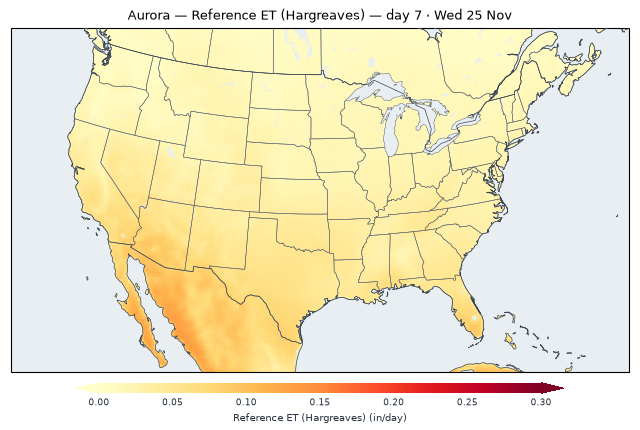 Aurora — Reference ET (Hargreaves) — day 7 · Wed 25 Nov
0.00 0.05 0.10 0.15 0.20 0.25 0.30
Reference ET (Hargreaves) (in/day)